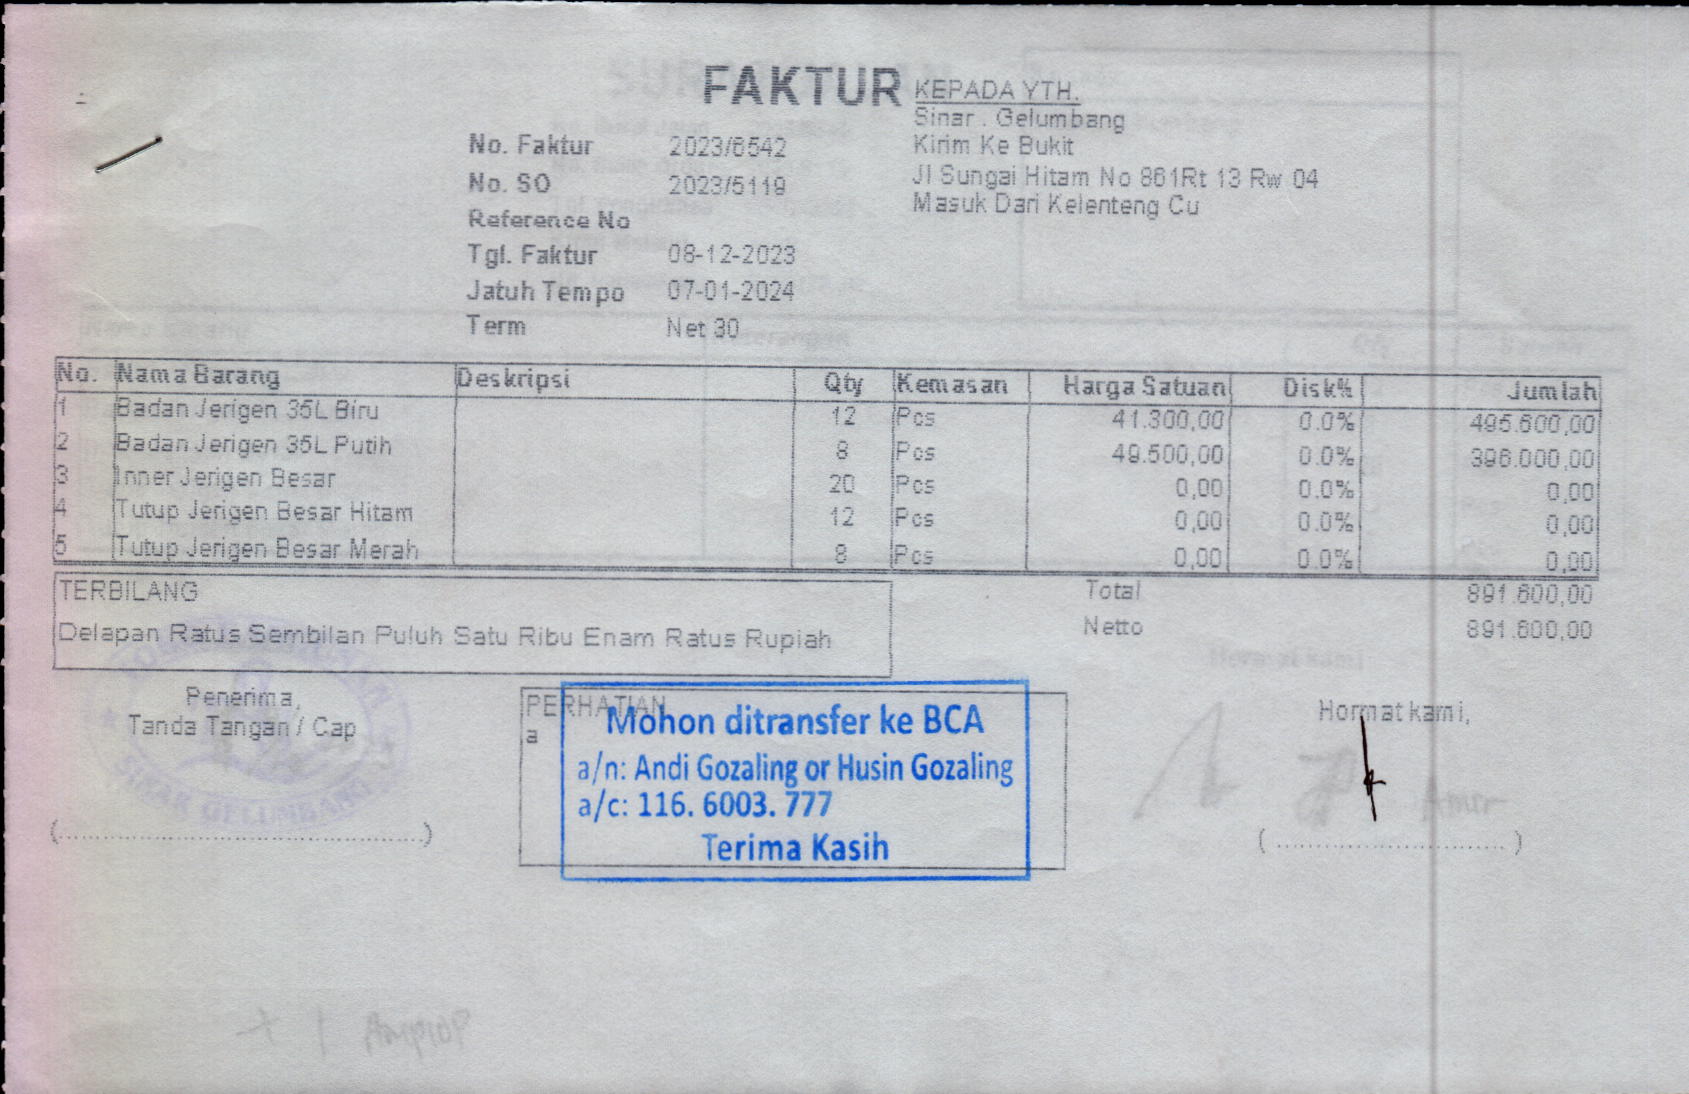 FAKTUR
KEPADA YTH.
Sinar . Gelumbang
Kirim Ke Bukit
Jl Sungai Hitam No 861Rt 13 Rw 04
Masuk Dari Kelenteng Cu
No. Faktur 2023/6542
No. SO 2023/5119
Reference No
Tgl. Faktur 08-12-2023
Jatuh Tempo 07-01-2024
Term Net 30
No. Nama Barang Deskripsi Qty Kemasan Harga Satuan Disk% Jumlah
1 Badan Jerigen 35L Biru 12 Pcs 41.300,00 0.0% 495.600,00
2 Badan Jerigen 35L Putih 8 Pcs 49.500,00 0.0% 396.000,00
3 Inner Jerigen Besar 20 Pcs 0,00 0.0% 0,00
4 Tutup Jerigen Besar Hitam 12 Pcs 0,00 0.0% 0,00
5 Tutup Jerigen Besar Merah 8 Pcs 0,00 0.0% 0,00
TERBILANG
Delapan Ratus Sembilan Puluh Satu Ribu Enam Ratus Rupiah
Total 891.600,00
Netto 891.600,00
Penerima,
Tanda Tangan / Cap
SINAR GELUMBANG
(..............................................)
PERHATIAN
a
Mohon ditransfer ke BCA
a/n: Andi Gozaling or Husin Gozaling
a/c: 116. 6003. 777
Terima Kasih
Hormat kami,
( ............................. )